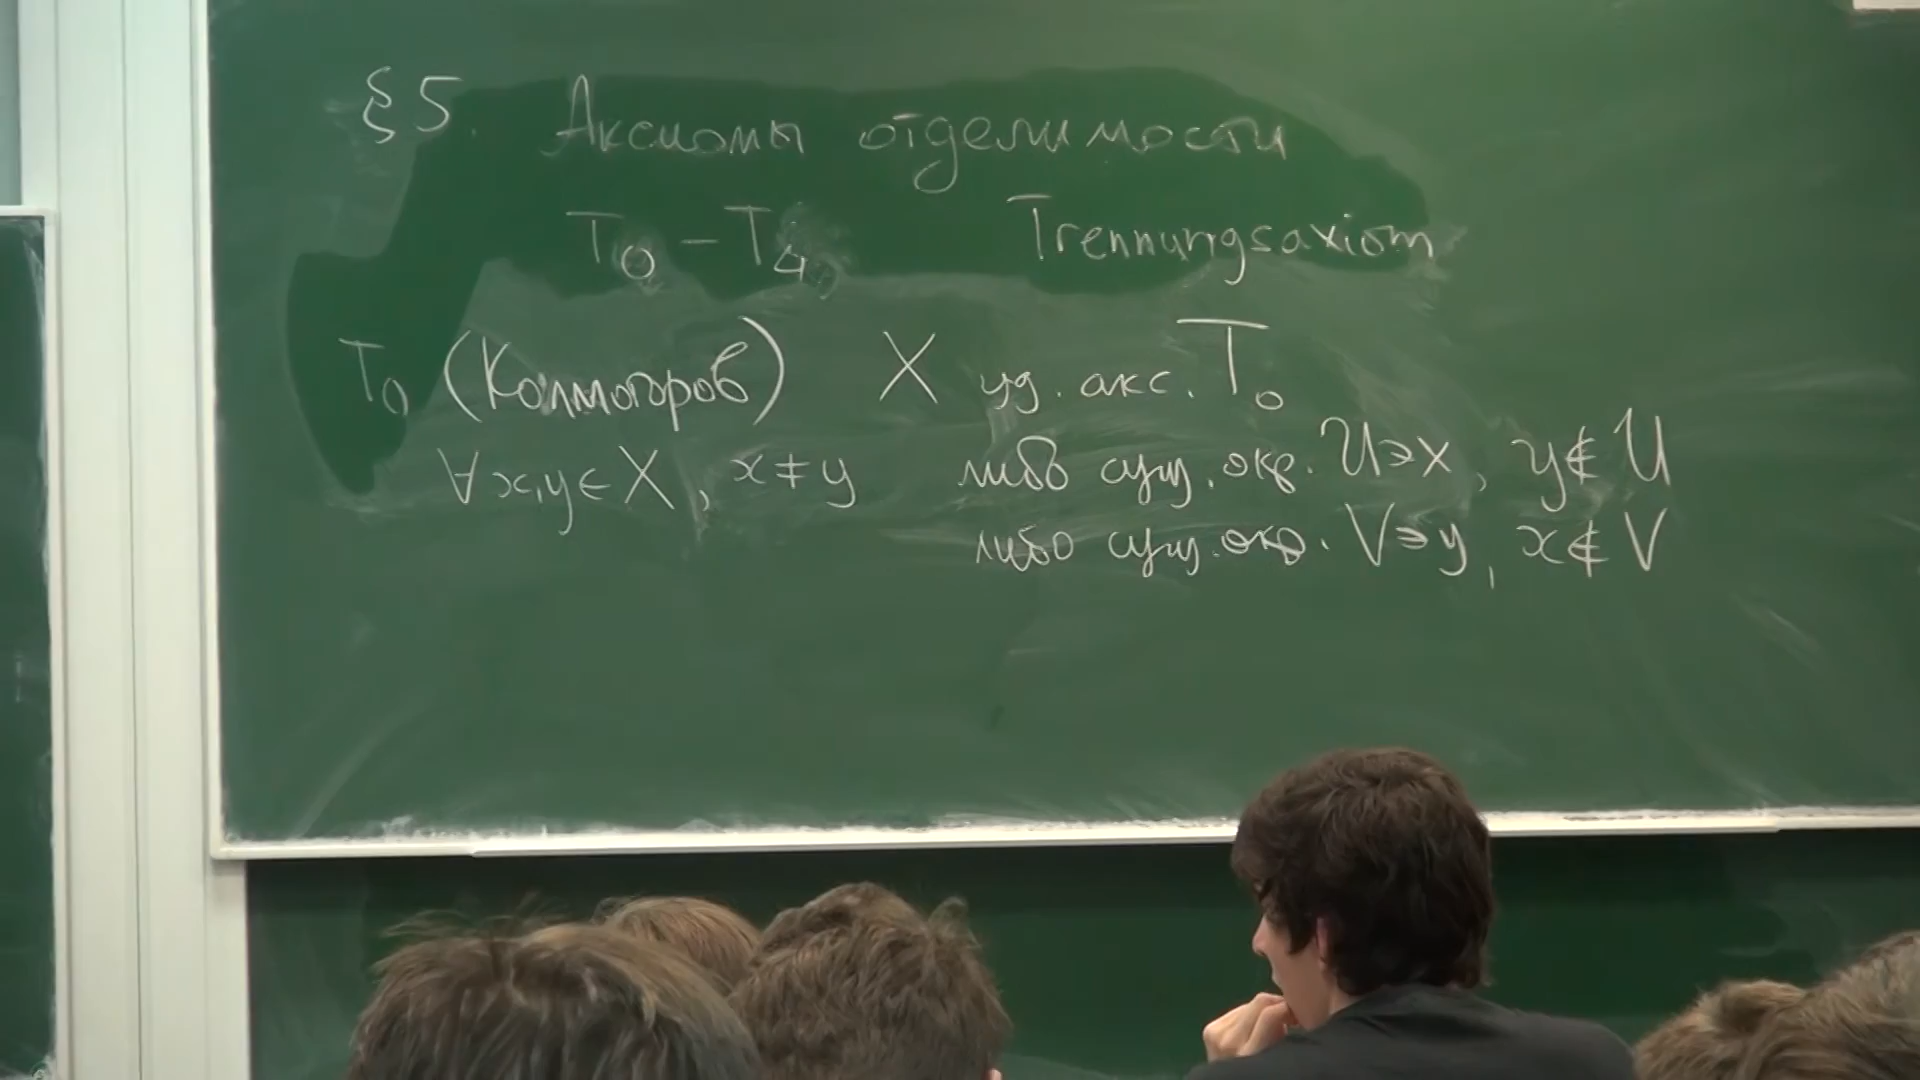 §5. Аксиомы отделимости
T₀ – T₄ Trennungsaxiom
T₀ (Колмогоров) X уд. акс. T₀
∀x,y∈X, x≠y либо сущ. окр. U∋x, y∉U
либо сущ. окр. V∋y, x∉V